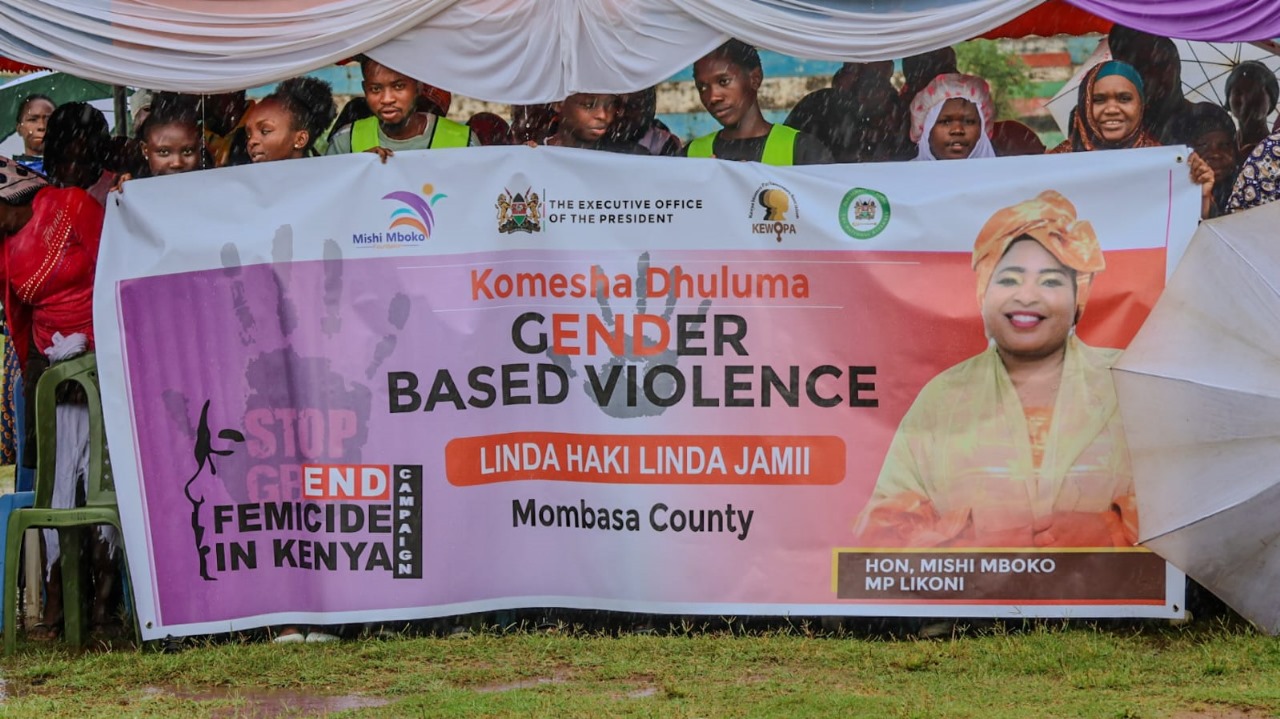 Mishi Mboko
THE EXECUTIVE OFFICE
OF THE PRESIDENT
KEWOPA
Komesha Dhuluma
GENDER
BASED VIOLENCE
LINDA HAKI LINDA JAMII
Mombasa County
STOP
END
FEMICIDE
IN KENYA
CAMPAIGN
HON, MISHI MBOKO
MP LIKONI